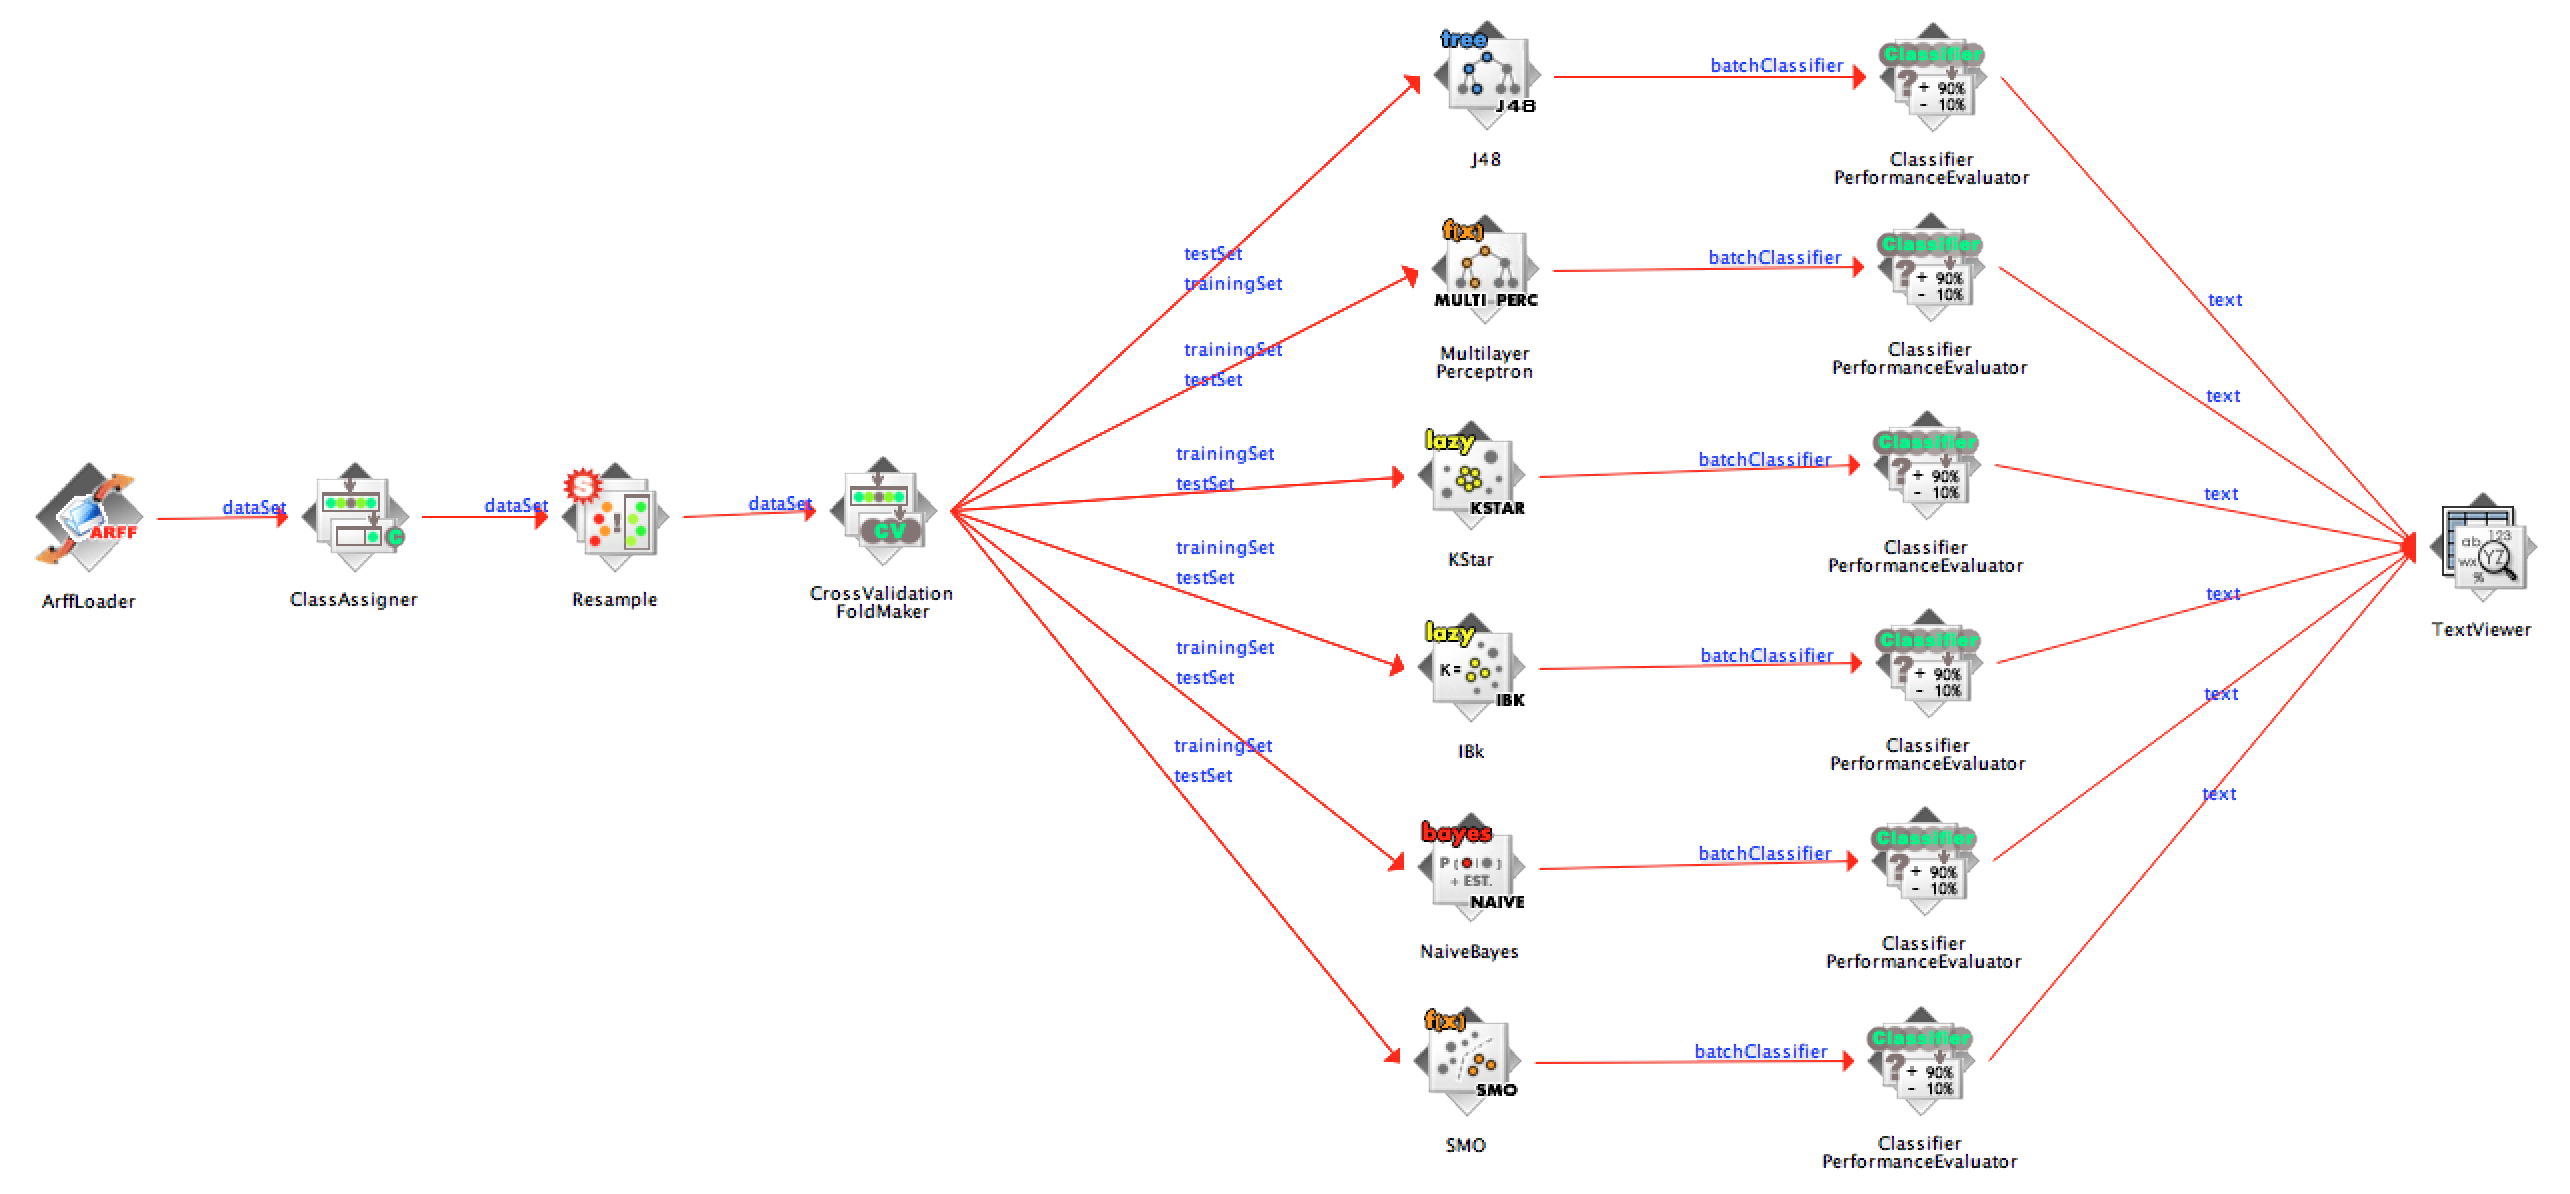 ARFF
ArffLoader
dataSet
C
ClassAssigner
dataSet
S
!
Resample
dataSet
CV
CrossValidation
FoldMaker
testSet
trainingSet
trainingSet
testSet
trainingSet
testSet
trainingSet
testSet
trainingSet
testSet
trainingSet
testSet
tree
J48
J48
batchClassifier
Classifier
?
+ 90%
- 10%
Classifier
PerformanceEvaluator
f(x)
MULTI-PERC
Multilayer
Perceptron
batchClassifier
Classifier
?
+ 90%
- 10%
Classifier
PerformanceEvaluator
lazy
KSTAR
KStar
batchClassifier
Classifier
?
+ 90%
- 10%
Classifier
PerformanceEvaluator
lazy
K=
IBK
IBk
batchClassifier
Classifier
?
+ 90%
- 10%
Classifier
PerformanceEvaluator
bayes
P(●|●)
+ EST.
NAIVE
NaiveBayes
batchClassifier
Classifier
?
+ 90%
- 10%
Classifier
PerformanceEvaluator
f(x)
SMO
SMO
batchClassifier
Classifier
?
+ 90%
- 10%
Classifier
PerformanceEvaluator
text
text
text
text
text
text
ab 123
wx YZ
%
TextViewer